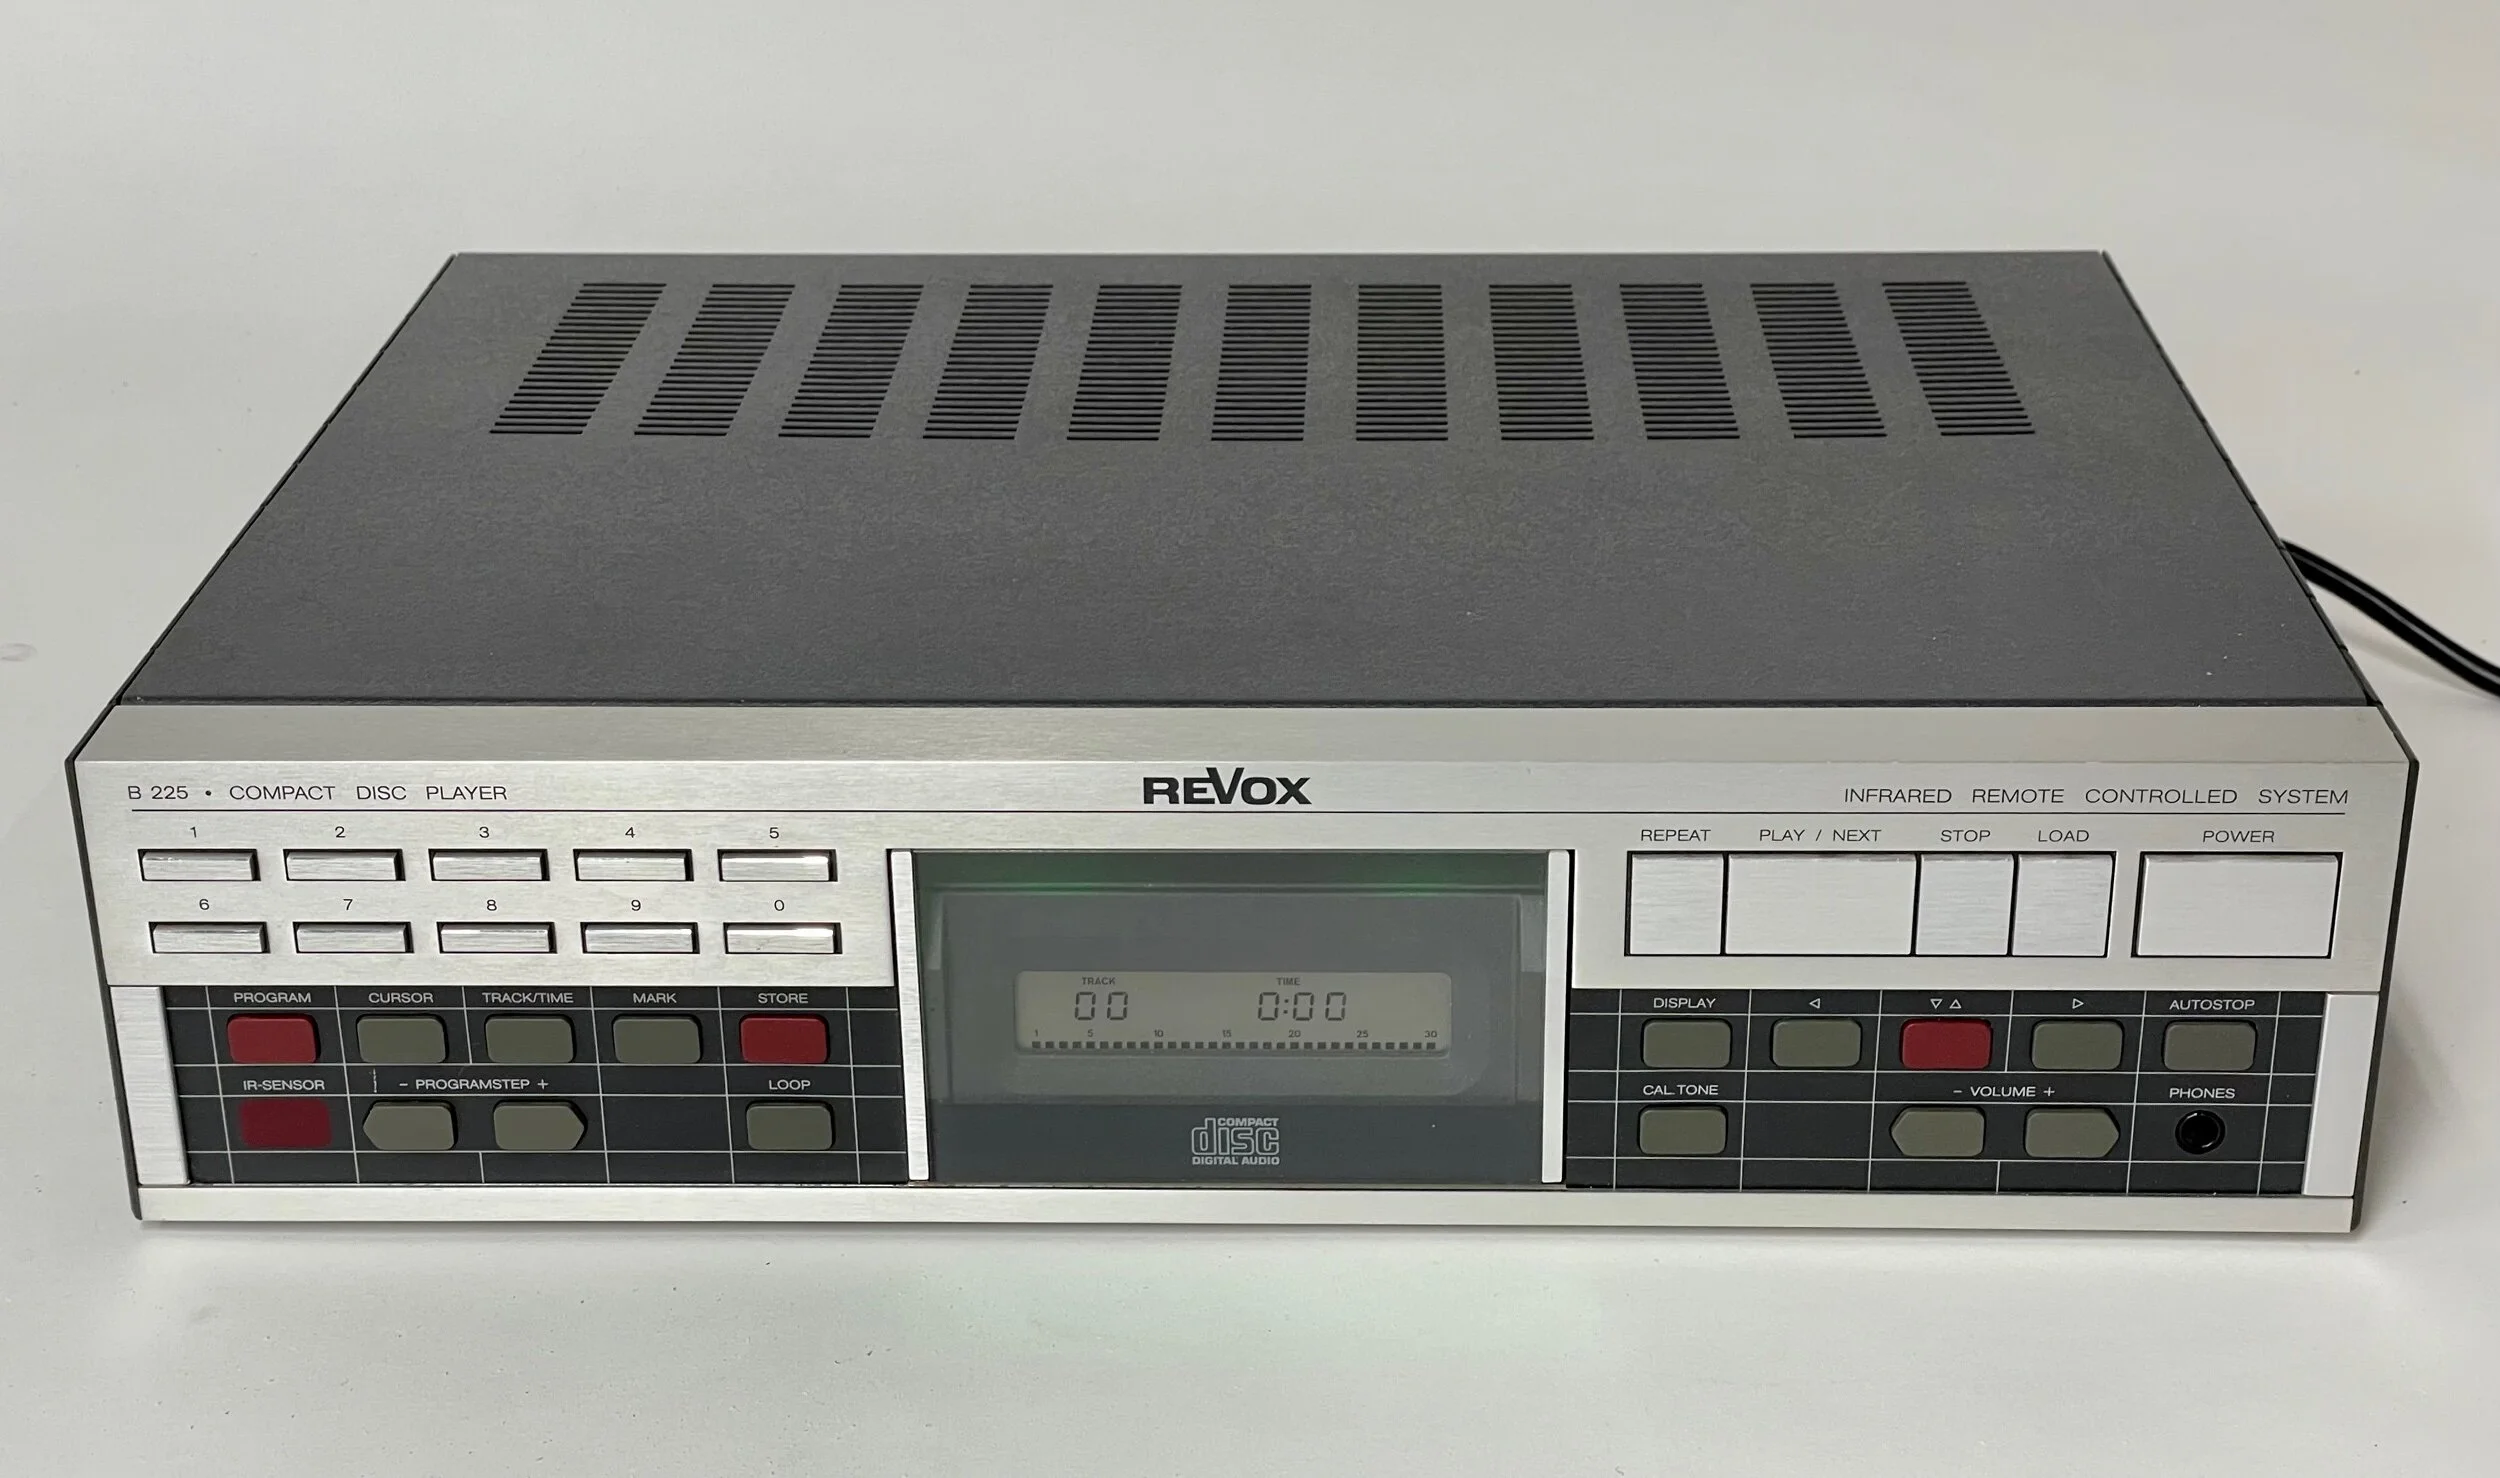 B 225 • COMPACT DISC PLAYER
REVOX
INFRARED REMOTE CONTROLLED SYSTEM
1 2 3 4 5
6 7 8 9 0
REPEAT PLAY / NEXT STOP LOAD POWER
PROGRAM CURSOR TRACK/TIME MARK STORE
IR-SENSOR - PROGRAMSTEP + LOOP
TRACK TIME
00 0:00
1 5 10 15 20 25 30
COMPACT
disc
DIGITAL AUDIO
DISPLAY ◁ ▽ △ ▷ AUTOSTOP
CAL.TONE - VOLUME + PHONES